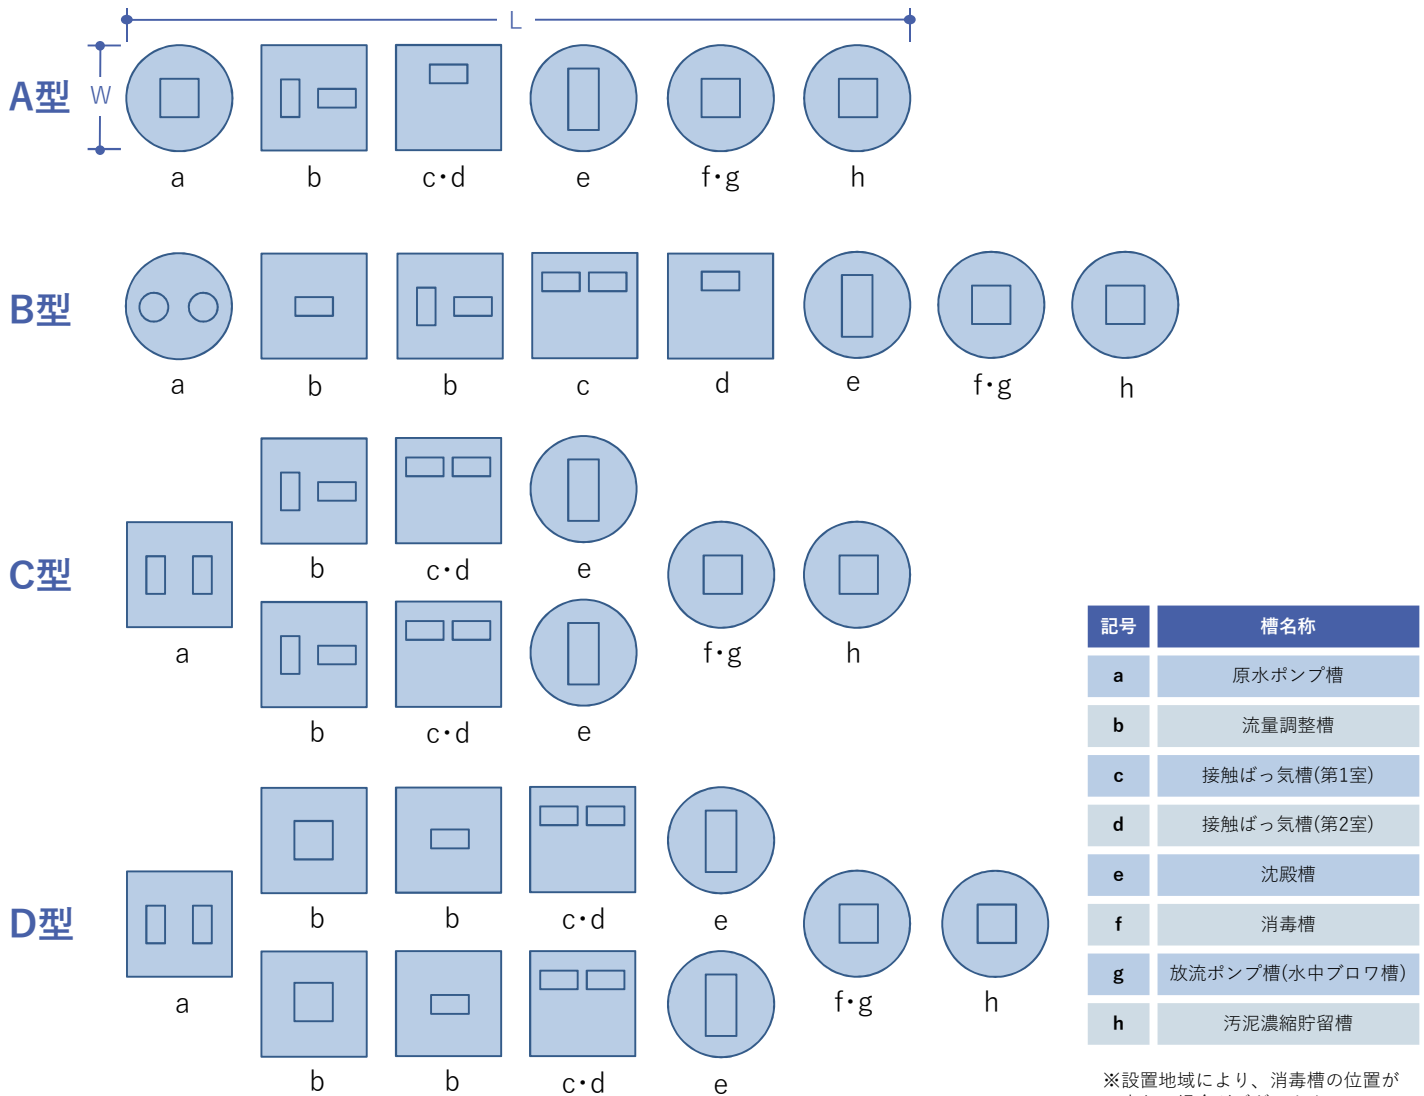 L
A型
W
a b c・d e f・g h
B型
a b b c d e f・g h
C型
b c・d e
a f・g h
b c・d e
D型
b b c・d e
a f・g h
b b c・d e
記号 槽名称
a 原水ポンプ槽
b 流量調整槽
c 接触ばっ気槽(第1室)
d 接触ばっ気槽(第2室)
e 沈殿槽
f 消毒槽
g 放流ポンプ槽(水中ブロワ槽)
h 汚泥濃縮貯留槽
※設置地域により、消毒槽の位置が